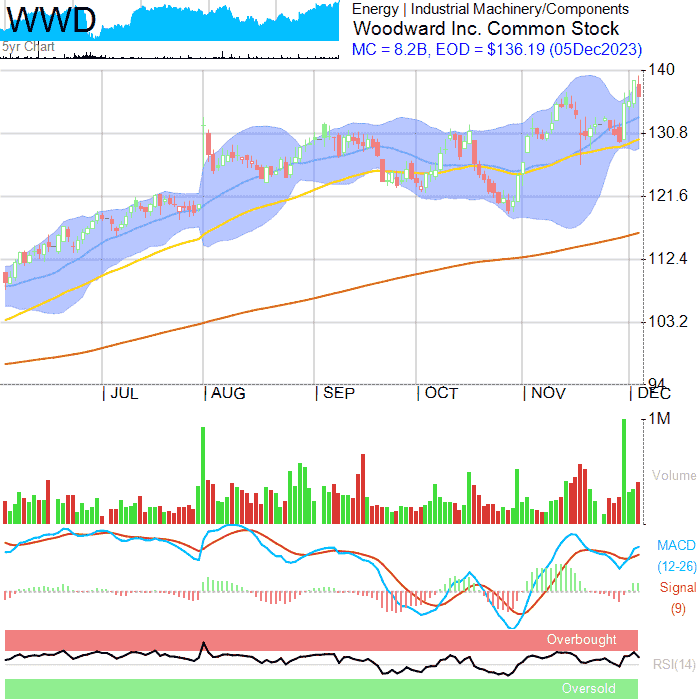 WWD
5yr Chart
Energy | Industrial Machinery/Components
Woodward Inc. Common Stock
MC = 8.2B, EOD = $136.19 (05Dec2023)
140
130.8
121.6
112.4
103.2
94
| JUL | AUG | SEP | OCT | NOV | DEC
1M
Volume
MACD
(12-26)
Signal
(9)
Overbought
RSI(14)
Oversold